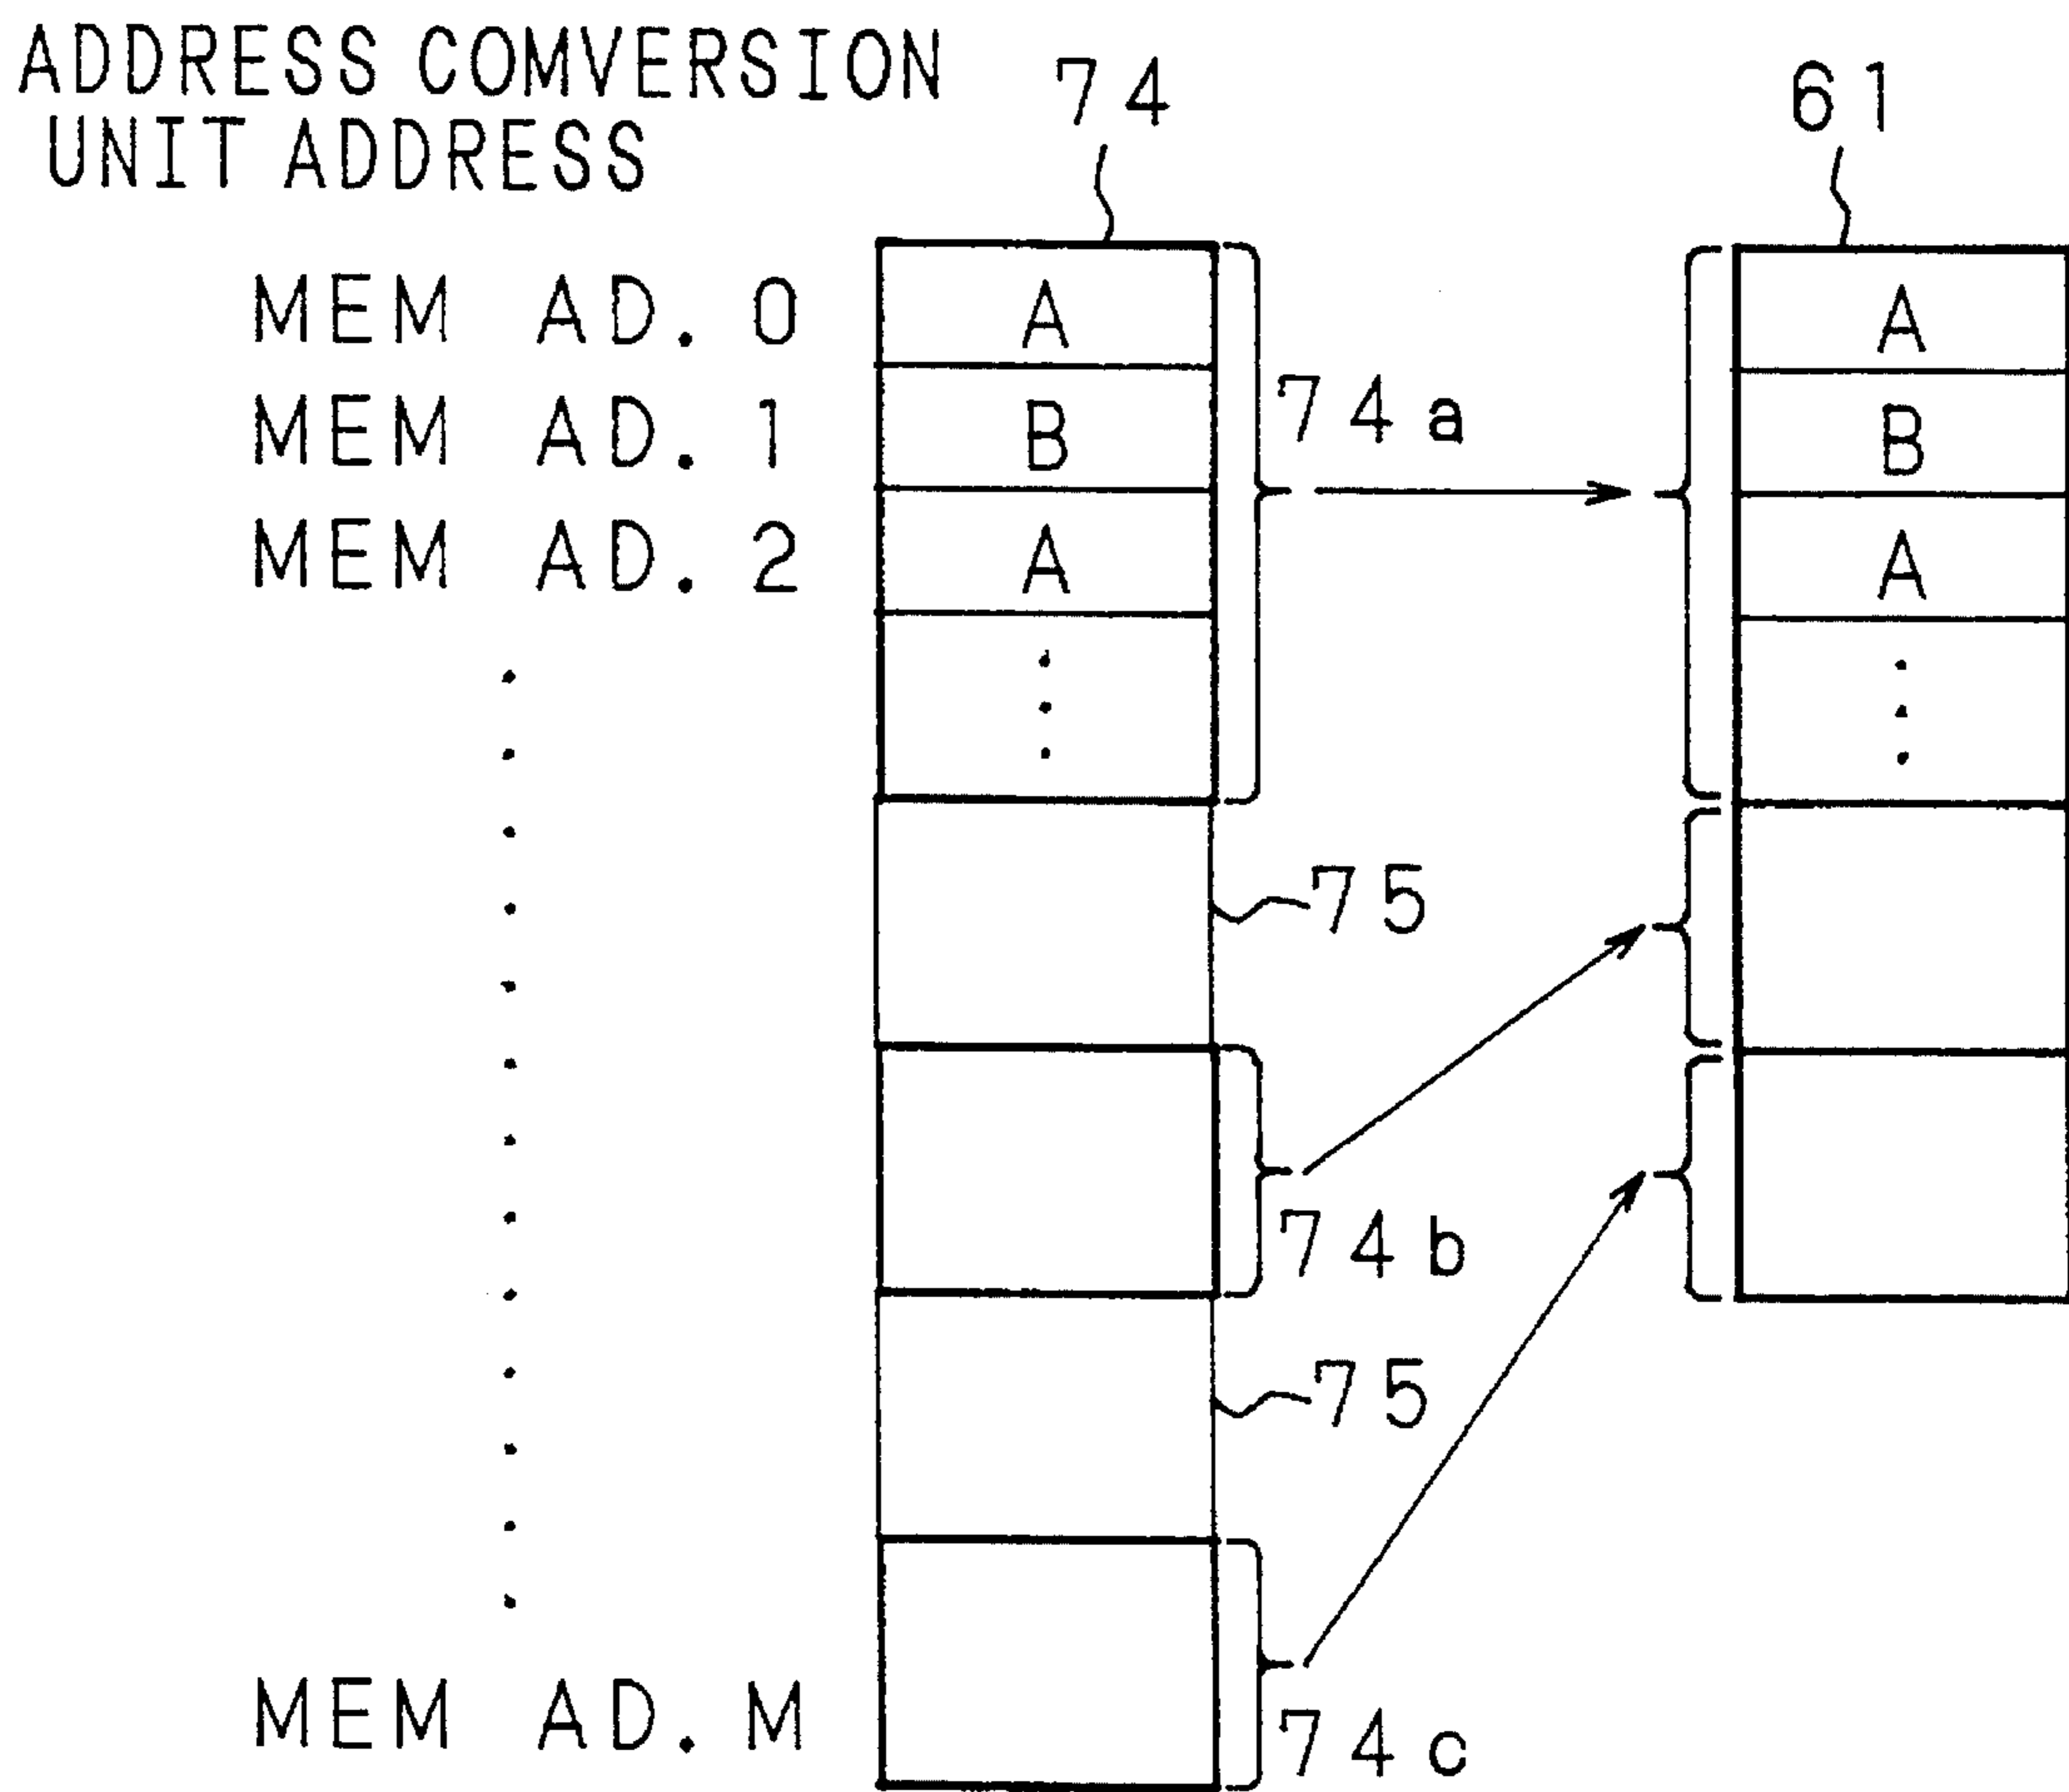 ADDRESS COMVERSION
UNIT ADDRESS
74
61
MEM AD. 0 A A
MEM AD. 1 B B
74a
MEM AD. 2 A A
75
74b
75
MEM AD. M
74c